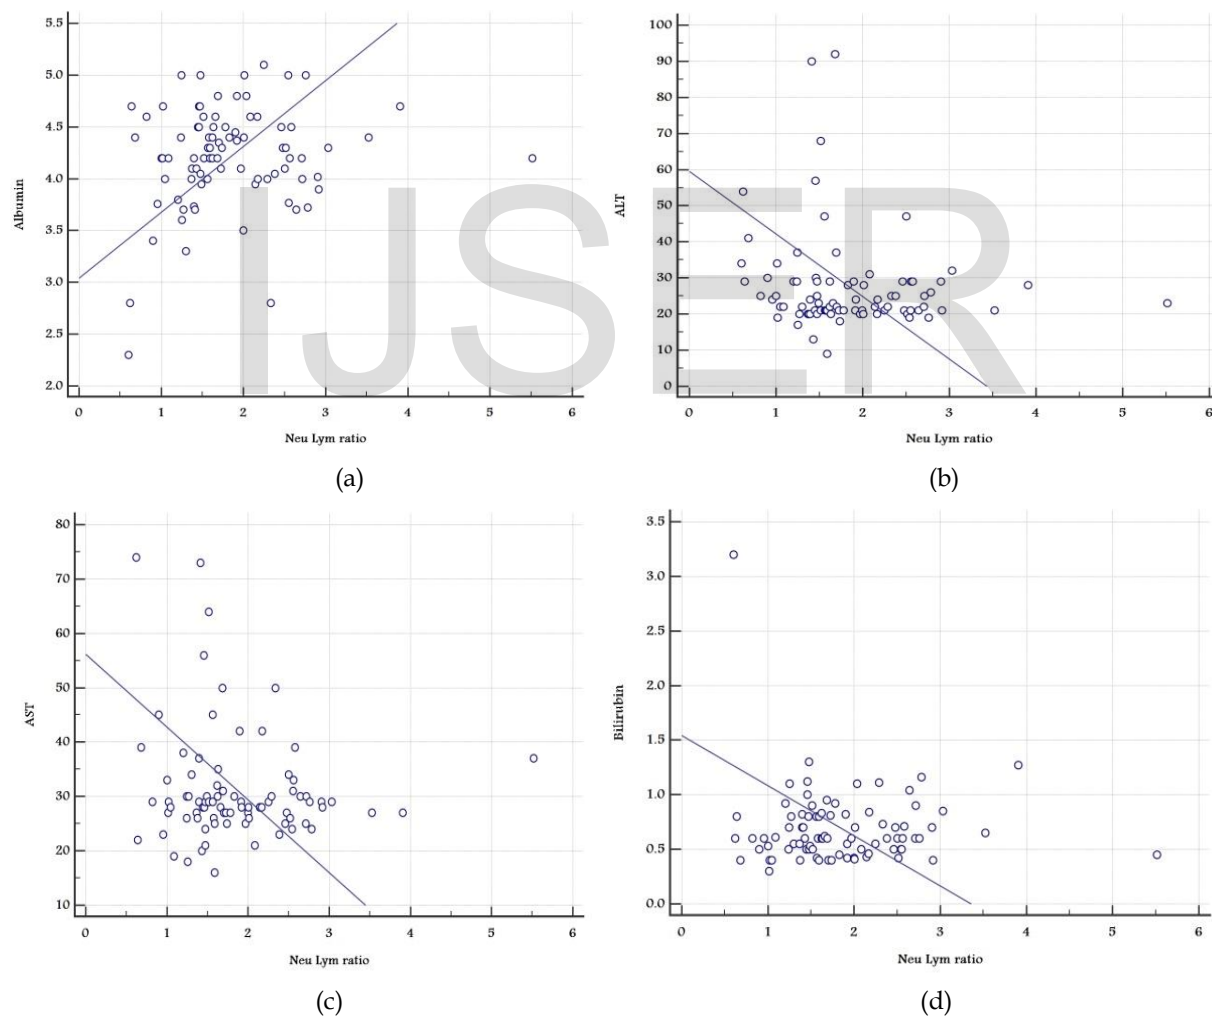 5.5
5.0
4.5
4.0
3.5
3.0
2.5
2.0
Albumin
0 1 2 3 4 5 6
Neu Lym ratio
(a)
100
90
80
70
60
50
40
30
20
10
0
ALT
0 1 2 3 4 5 6
Neu Lym ratio
(b)
IJSER
80
70
60
50
40
30
20
10
AST
0 1 2 3 4 5 6
Neu Lym ratio
(c)
3.5
3.0
2.5
2.0
1.5
1.0
0.5
0.0
Bilirubin
0 1 2 3 4 5 6
Neu Lym ratio
(d)